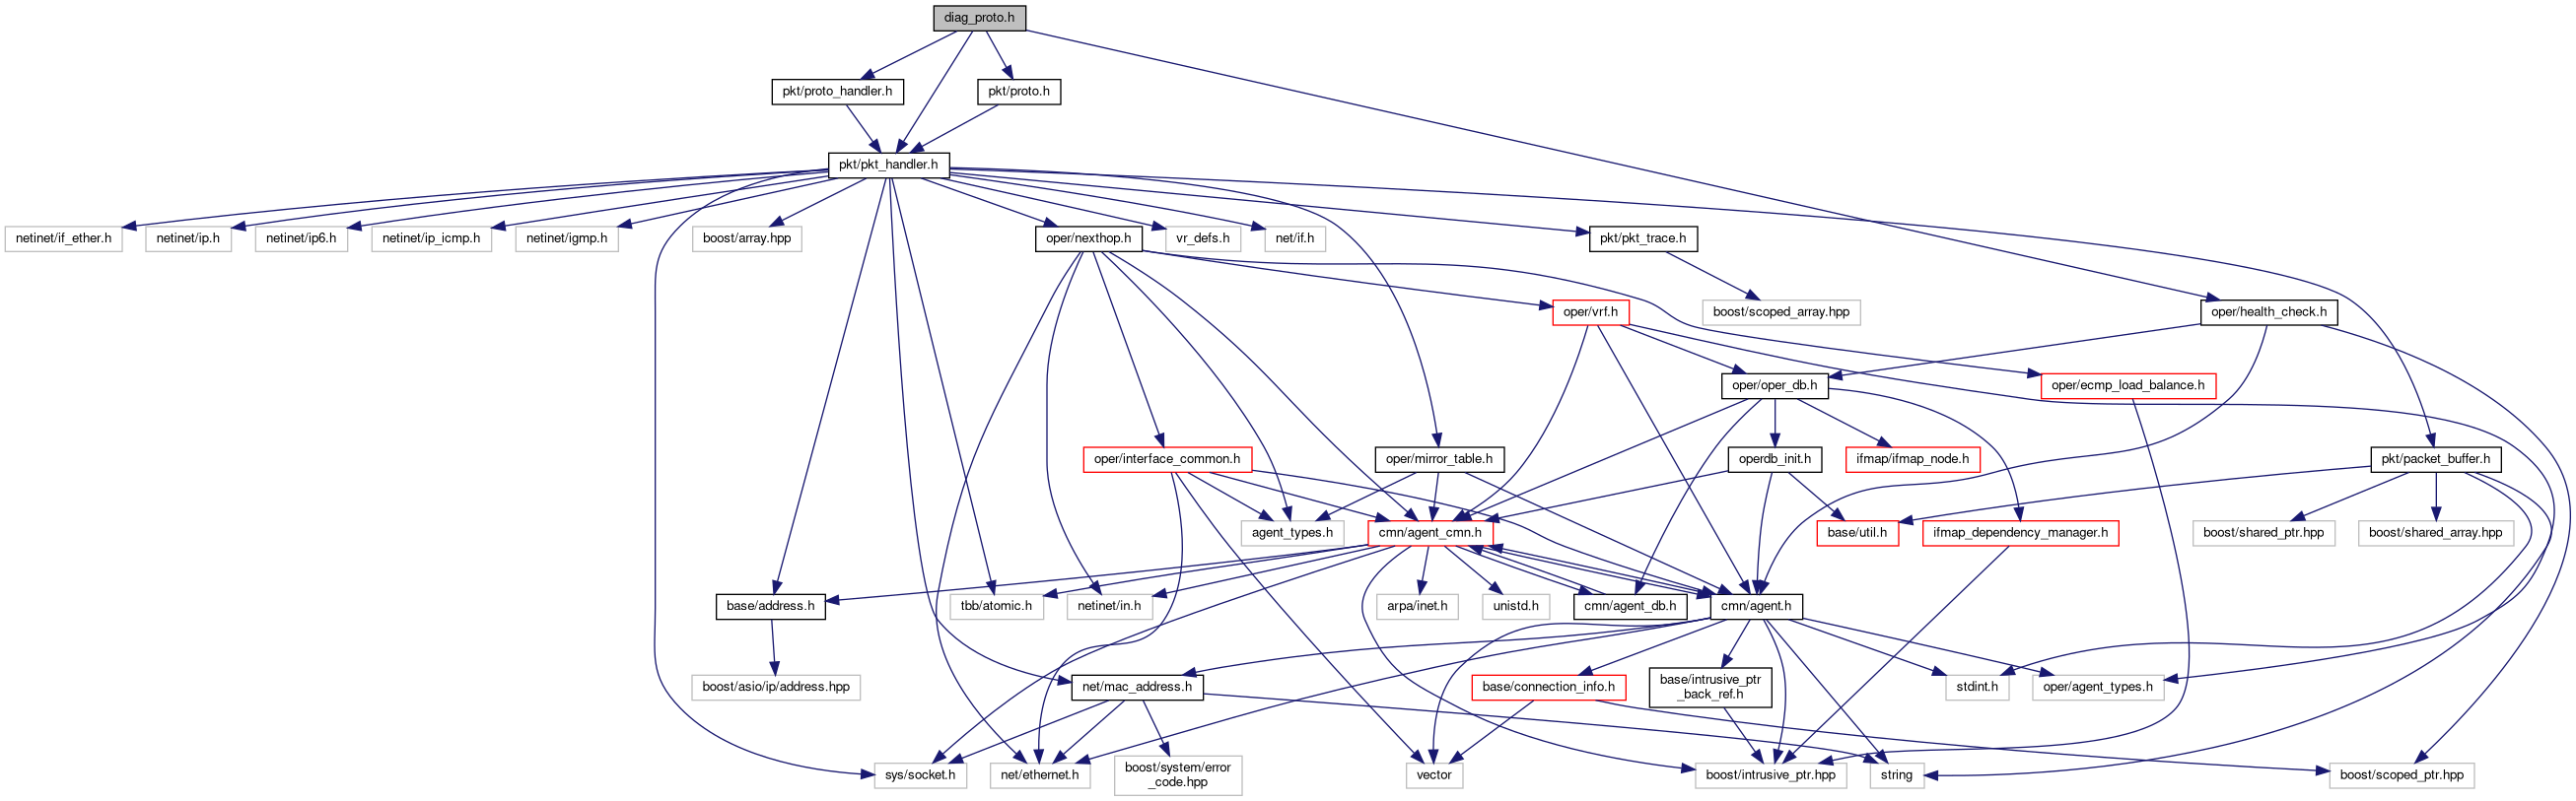 diag_proto.h
pkt/proto_handler.h
pkt/proto.h
pkt/pkt_handler.h
netinet/if_ether.h
netinet/ip.h
netinet/ip6.h
netinet/ip_icmp.h
netinet/igmp.h
boost/array.hpp
oper/nexthop.h
vr_defs.h
net/if.h
pkt/pkt_trace.h
oper/vrf.h
boost/scoped_array.hpp
oper/health_check.h
oper/oper_db.h
oper/ecmp_load_balance.h
oper/interface_common.h
oper/mirror_table.h
operdb_init.h
ifmap/ifmap_node.h
pkt/packet_buffer.h
agent_types.h
cmn/agent_cmn.h
base/util.h
ifmap_dependency_manager.h
boost/shared_ptr.hpp
boost/shared_array.hpp
base/address.h
tbb/atomic.h
netinet/in.h
arpa/inet.h
unistd.h
cmn/agent_db.h
cmn/agent.h
boost/asio/ip/address.hpp
net/mac_address.h
base/connection_info.h
base/intrusive_ptr
_back_ref.h
stdint.h
oper/agent_types.h
sys/socket.h
net/ethernet.h
boost/system/error
_code.hpp
vector
boost/intrusive_ptr.hpp
string
boost/scoped_ptr.hpp